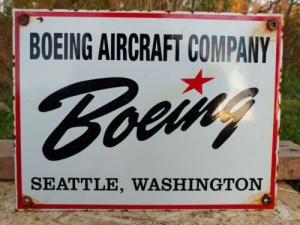 BOEING AIRCRAFT COMPANY
Boeing
SEATTLE, WASHINGTON